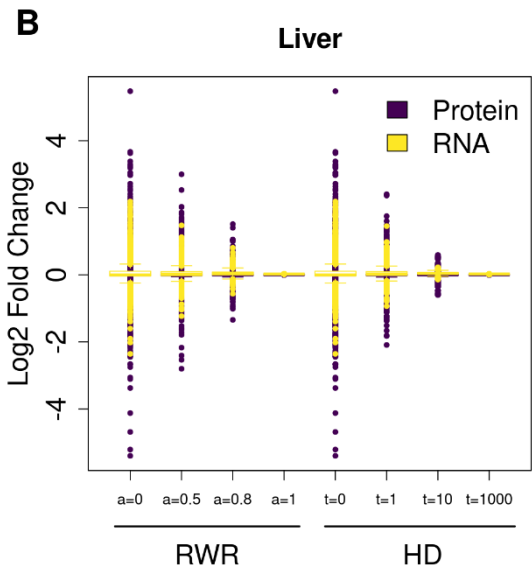 B
Liver
Protein
RNA
Log2 Fold Change
4
2
0
-2
-4
a=0 a=0.5 a=0.8 a=1 t=0 t=1 t=10 t=1000
RWR HD